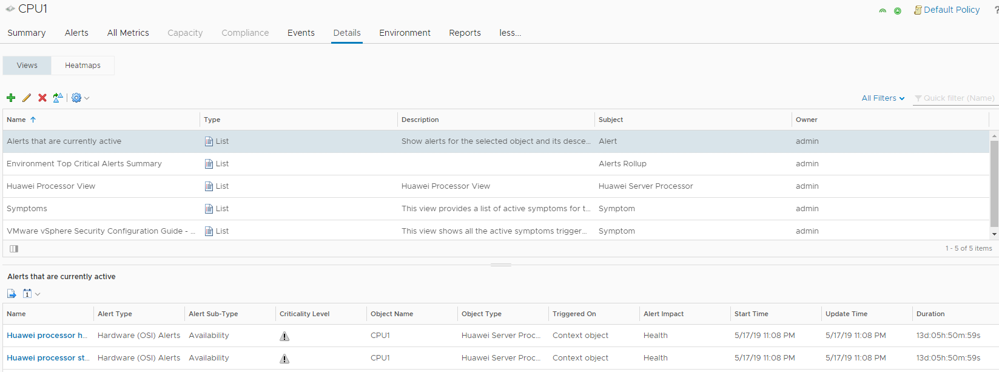 CPU1
Default Policy ?
Summary Alerts All Metrics Capacity Compliance Events Details Environment Reports less...
Views Heatmaps
All Filters Quick filter (Name)
Name Type Description Subject Owner
Alerts that are currently active List Show alerts for the selected object and its desce... Alert admin
Environment Top Critical Alerts Summary List Alerts Rollup admin
Huawei Processor View List Huawei Processor View Huawei Server Processor admin
Symptoms List This view provides a list of active symptoms for t... Symptom admin
VMware vSphere Security Configuration Guide - ... List This view shows all the active symptoms trigger... Symptom admin
1 - 5 of 5 items
Alerts that are currently active
1
Name Alert Type Alert Sub-Type Criticality Level Object Name Object Type Triggered On Alert Impact Start Time Update Time Duration
Huawei processor h... Hardware (OSI) Alerts Availability CPU1 Huawei Server Proc... Context object Health 5/17/19 11:08 PM 5/17/19 11:08 PM 13d:05h:50m:59s
Huawei processor st... Hardware (OSI) Alerts Availability CPU1 Huawei Server Proc... Context object Health 5/17/19 11:08 PM 5/17/19 11:08 PM 13d:05h:50m:59s